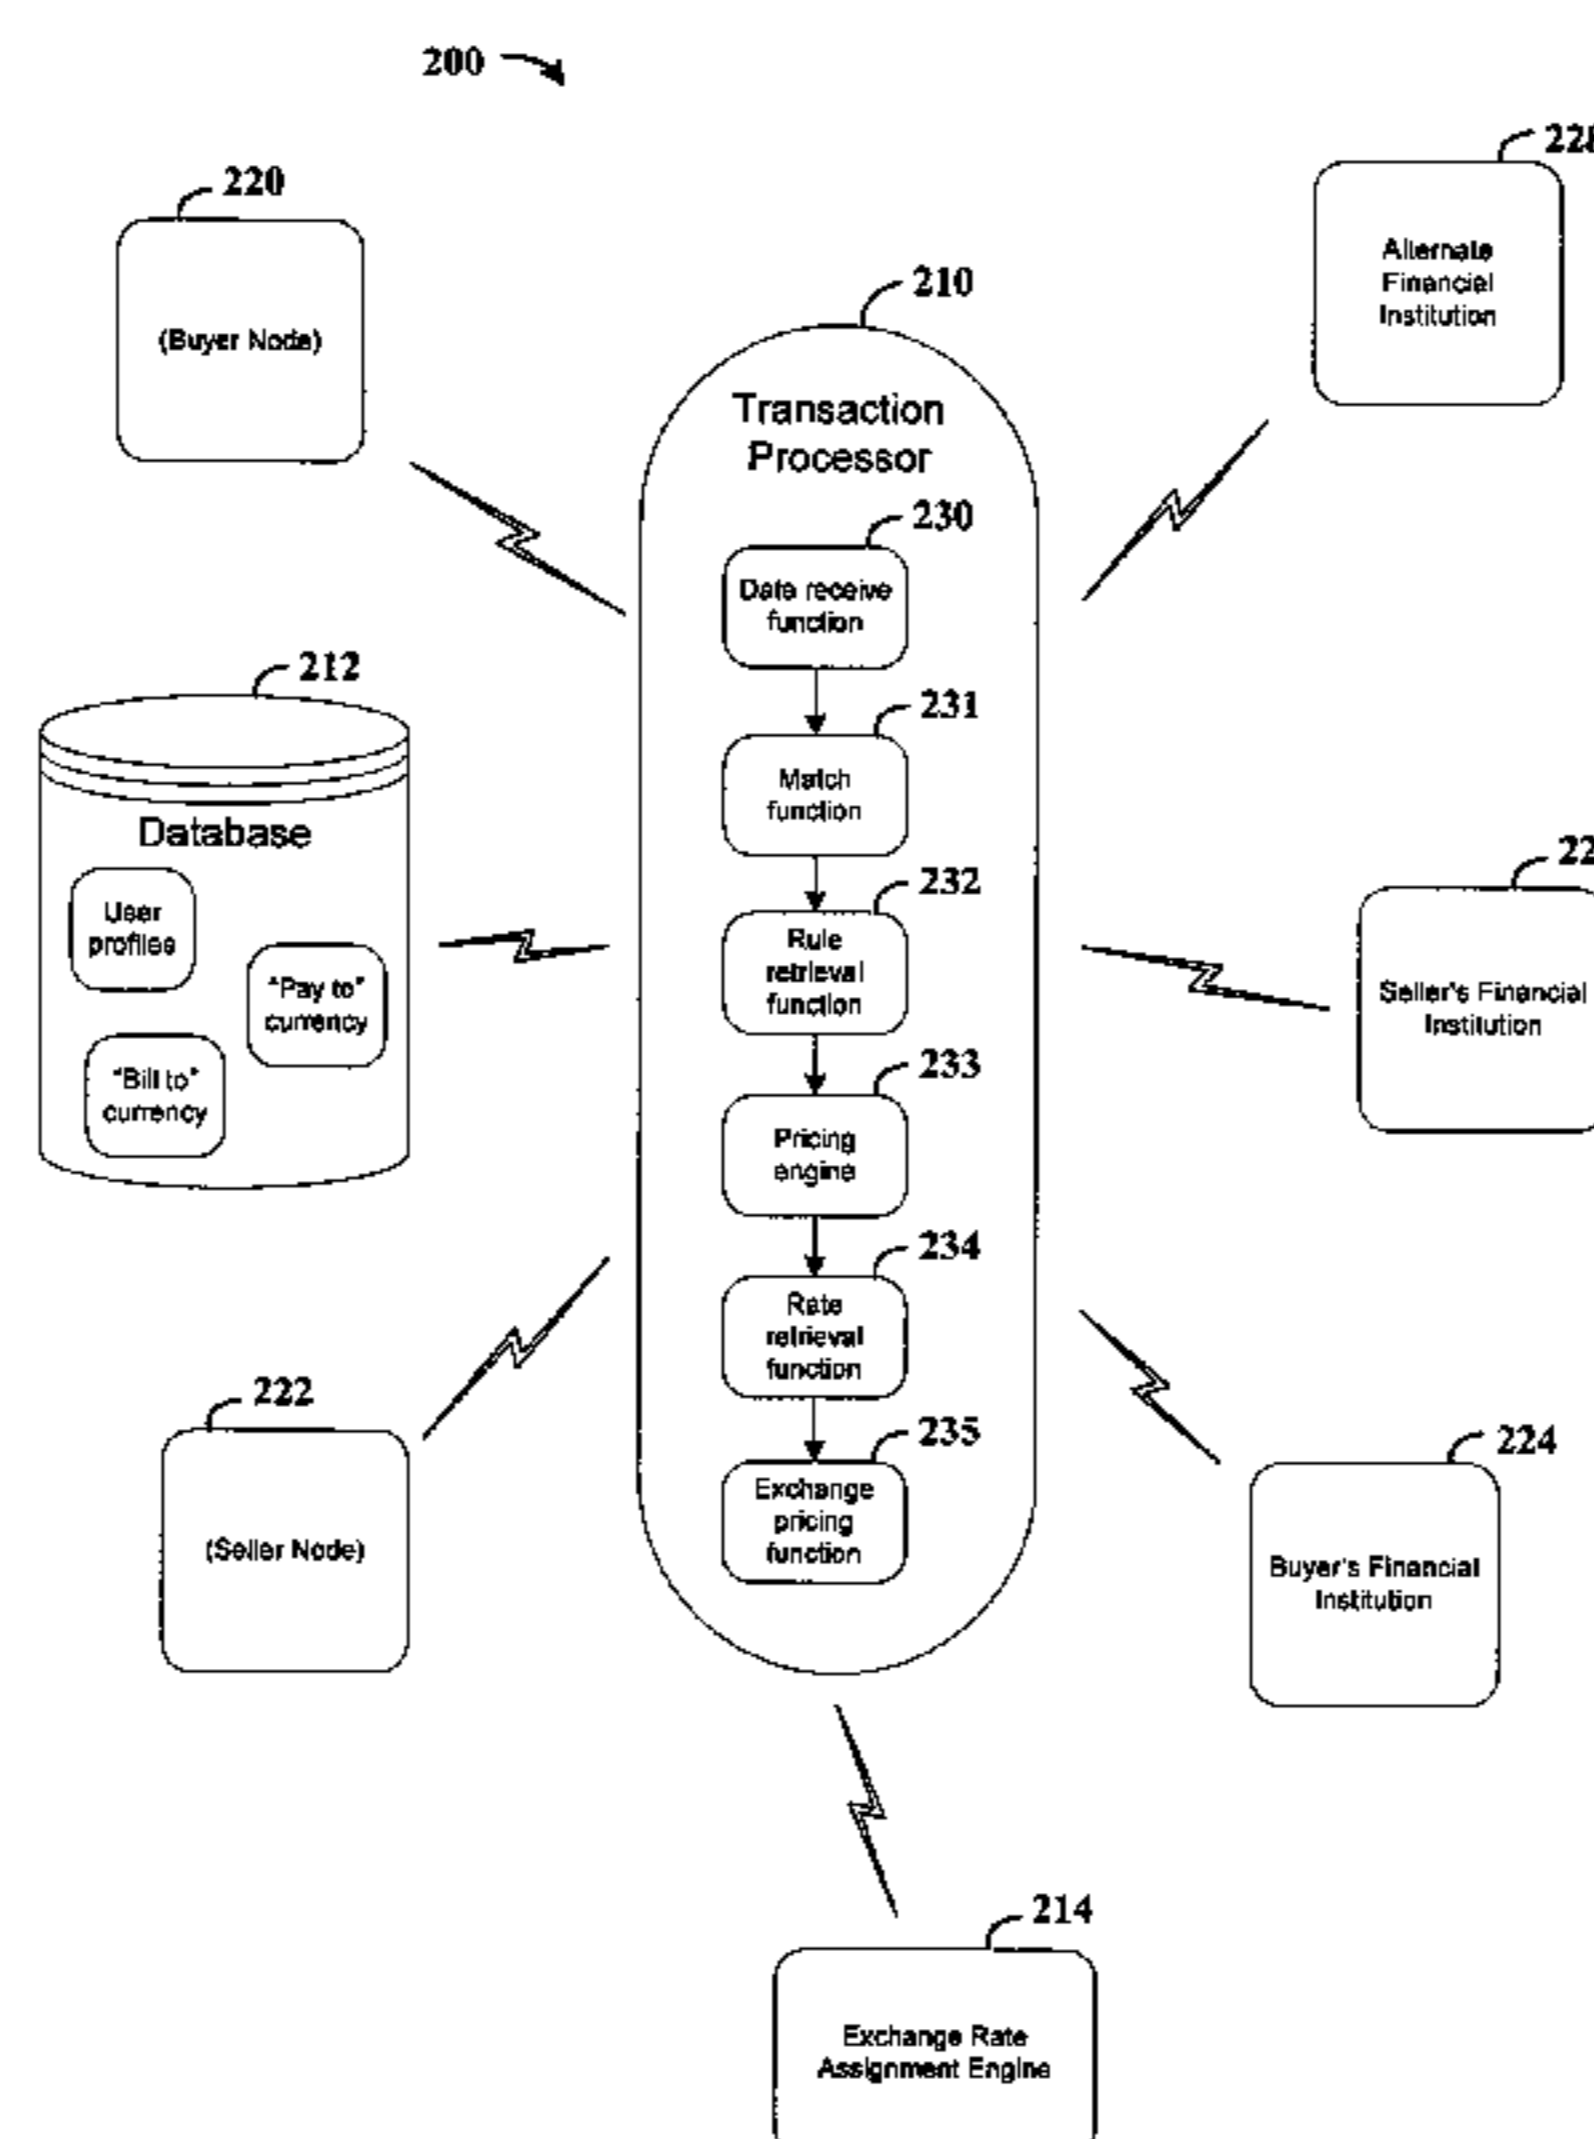 200
220
(Buyer Node)
228
Alternate
Financial
Institution
210
Transaction
Processor
230
Data receive
function
231
Match
function
232
Rule
retrieval
function
233
Pricing
engine
234
Rate
retrieval
function
235
Exchange
pricing
function
212
Database
User
profiles
"Pay to"
currency
"Bill to"
currency
22
Seller's Financial
Institution
222
(Seller Node)
224
Buyer's Financial
Institution
214
Exchange Rate
Assignment Engine